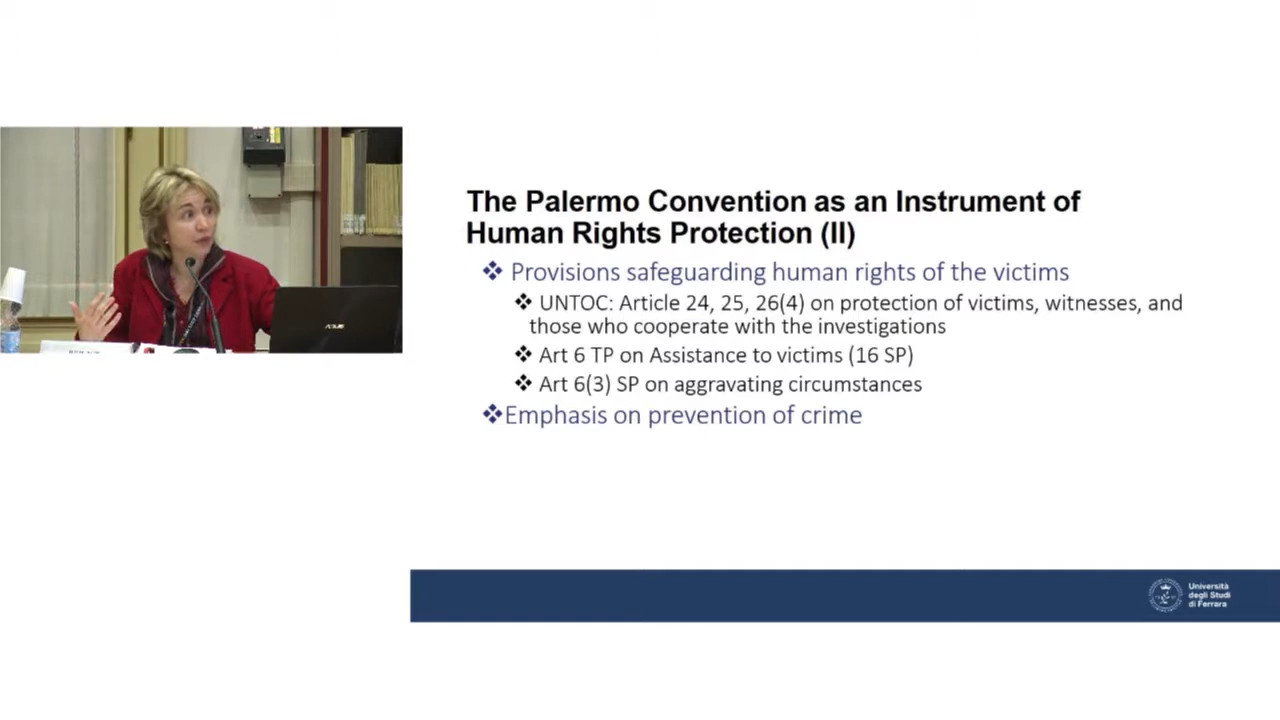 The Palermo Convention as an Instrument of
Human Rights Protection (II)
❖ Provisions safeguarding human rights of the victims
❖ UNTOC: Article 24, 25, 26(4) on protection of victims, witnesses, and
those who cooperate with the investigations
❖ Art 6 TP on Assistance to victims (16 SP)
❖ Art 6(3) SP on aggravating circumstances
❖Emphasis on prevention of crime
ASUS
Università
degli Studi
di Ferrara